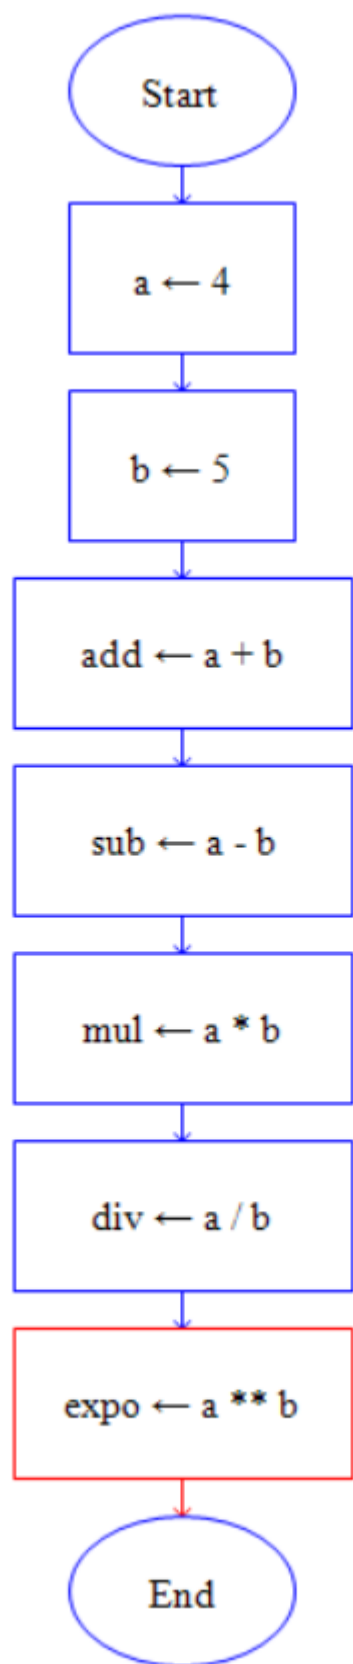 Start
a ← 4
b ← 5
add ← a + b
sub ← a - b
mul ← a * b
div ← a / b
expo ← a ** b
End